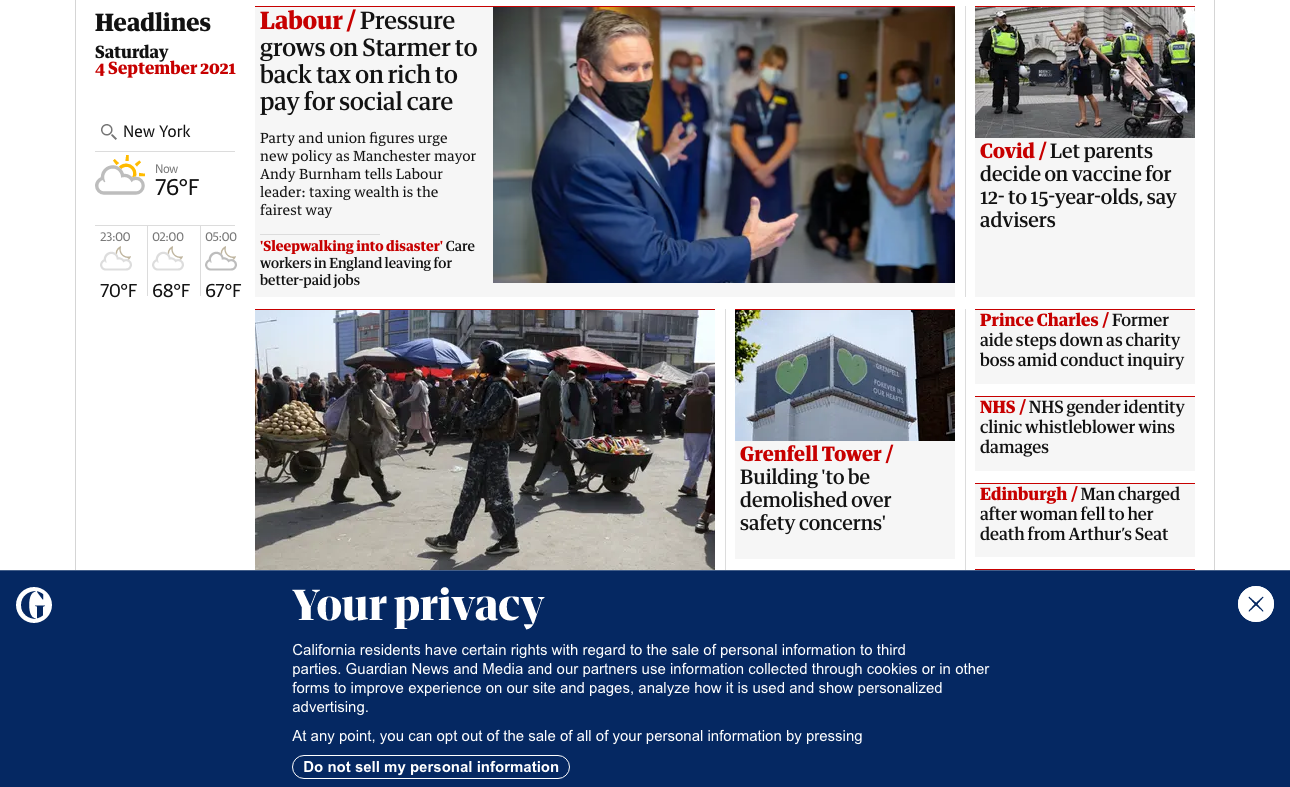 Headlines
Saturday
4 September 2021
New York
Now
76°F
23:00
02:00
05:00
70°F
68°F
67°F
Labour / Pressure
grows on Starmer to
back tax on rich to
pay for social care
Party and union figures urge
new policy as Manchester mayor
Andy Burnham tells Labour
leader: taxing wealth is the
fairest way
'Sleepwalking into disaster' Care
workers in England leaving for
better-paid jobs
Covid / Let parents
decide on vaccine for
12- to 15-year-olds, say
advisers
GRENFELL
FOREVER IN
OUR HEARTS
Grenfell Tower /
Building 'to be
demolished over
safety concerns'
Prince Charles / Former
aide steps down as charity
boss amid conduct inquiry
NHS / NHS gender identity
clinic whistleblower wins
damages
Edinburgh / Man charged
after woman fell to her
death from Arthur’s Seat
G
Your privacy
California residents have certain rights with regard to the sale of personal information to third
parties. Guardian News and Media and our partners use information collected through cookies or in other
forms to improve experience on our site and pages, analyze how it is used and show personalized
advertising.
At any point, you can opt out of the sale of all of your personal information by pressing
Do not sell my personal information